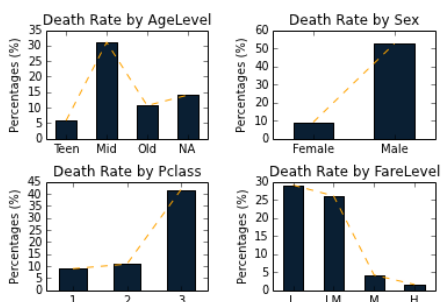 Death Rate by AgeLevel
Percentages (%)
35
30
25
20
15
10
5
0
Teen Mid Old NA
Death Rate by Sex
Percentages (%)
60
50
40
30
20
10
0
Female Male
Death Rate by Pclass
Percentages (%)
45
40
35
30
25
20
15
10
5
0
1 2 3
Death Rate by FareLevel
Percentages (%)
30
25
20
15
10
5
0
L LM M H